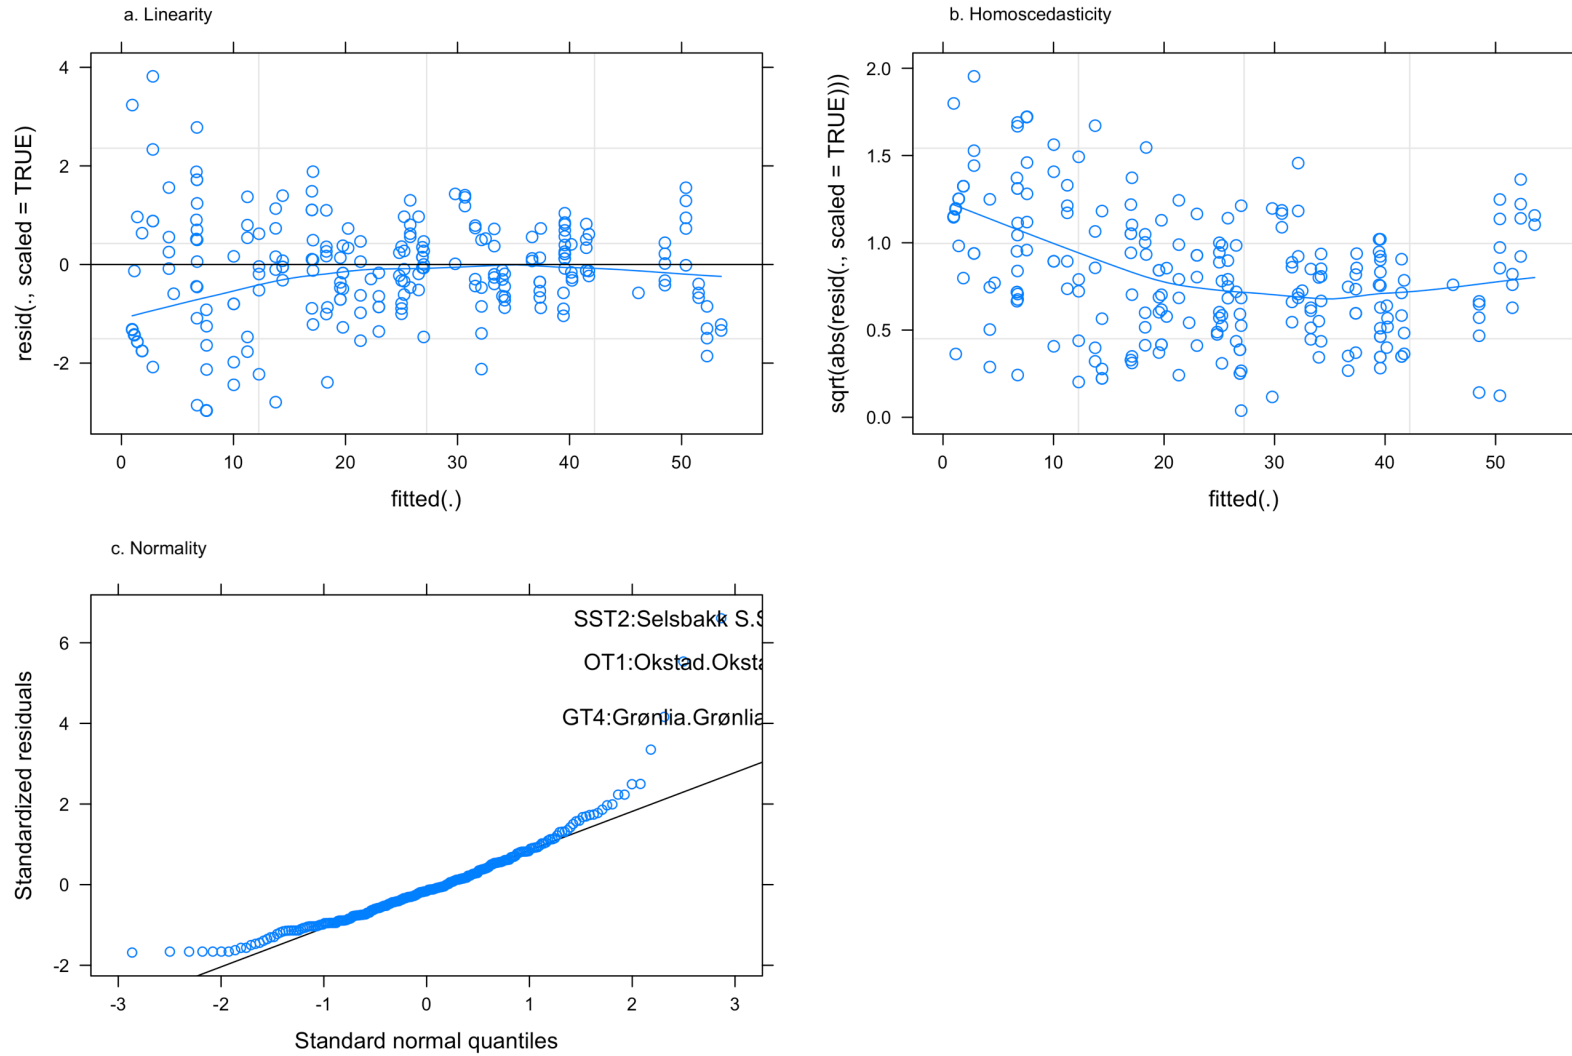 a. Linearity
4
2
0
-2
resid(., scaled = TRUE)
0 10 20 30 40 50
fitted(.)
b. Homoscedasticity
2.0
1.5
1.0
0.5
0.0
sqrt(abs(resid(., scaled = TRUE)))
0 10 20 30 40 50
fitted(.)
c. Normality
6
4
2
0
-2
Standardized residuals
SST2:Selsbakk S.S
OT1:Okstad.Oksta
GT4:Grønlia.Grønlia
-3 -2 -1 0 1 2 3
Standard normal quantiles